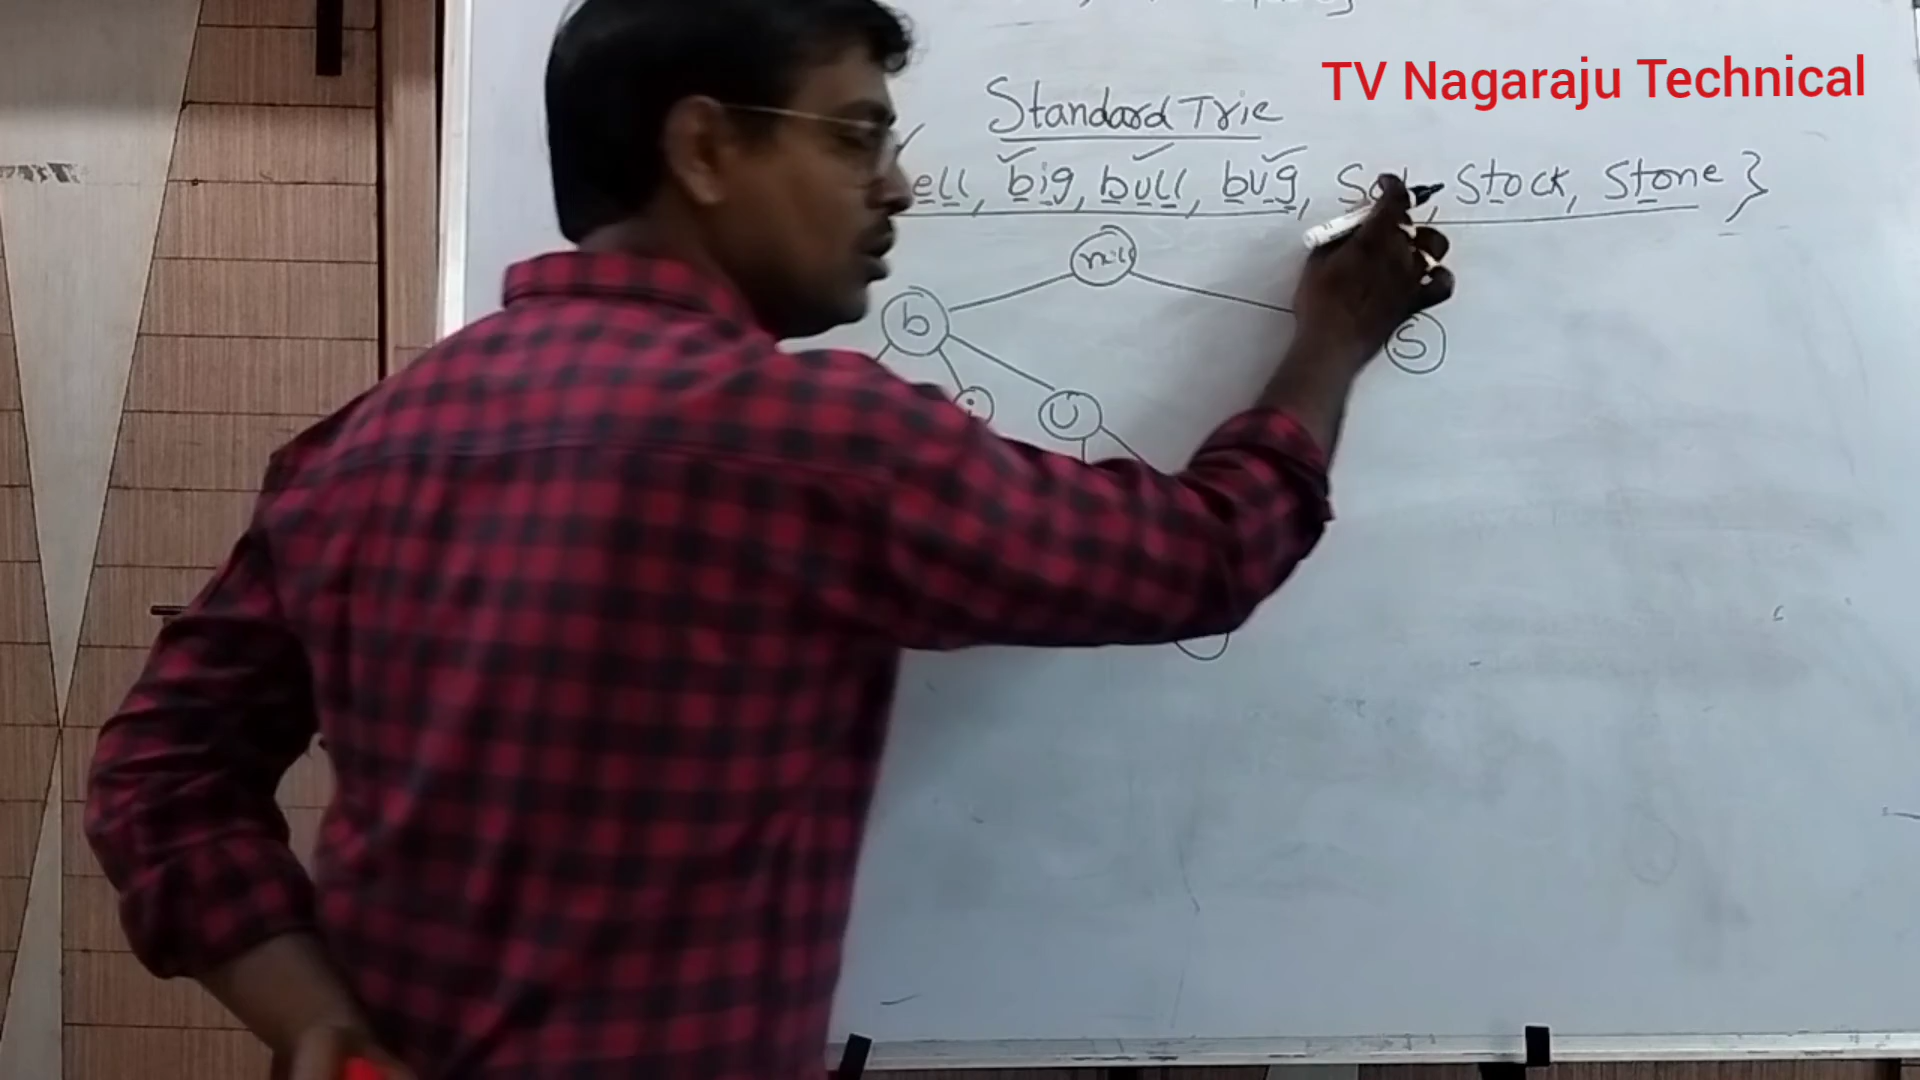 TV Nagaraju Technical
Standard Trie
ell, big, bull, bug, Stock, Stone }
b
S
i
U